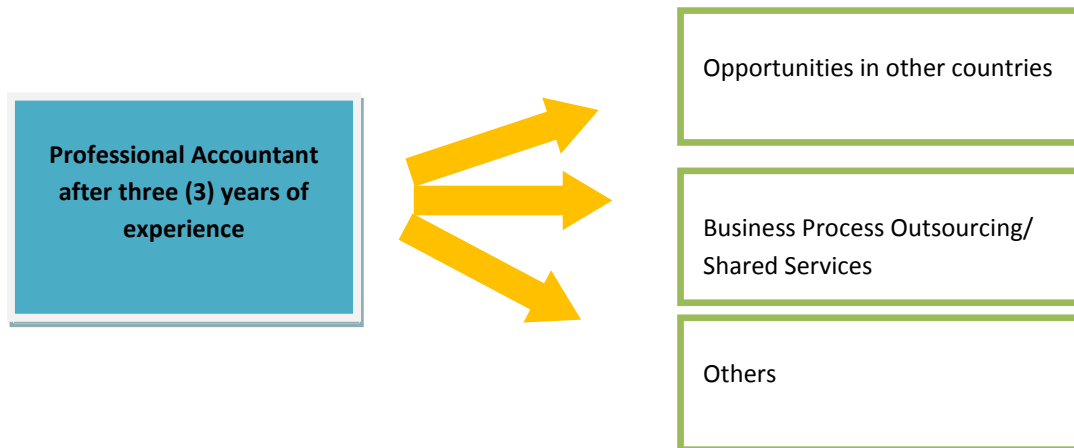 Professional Accountant
after three (3) years of
experience
Opportunities in other countries
Business Process Outsourcing/
Shared Services
Others